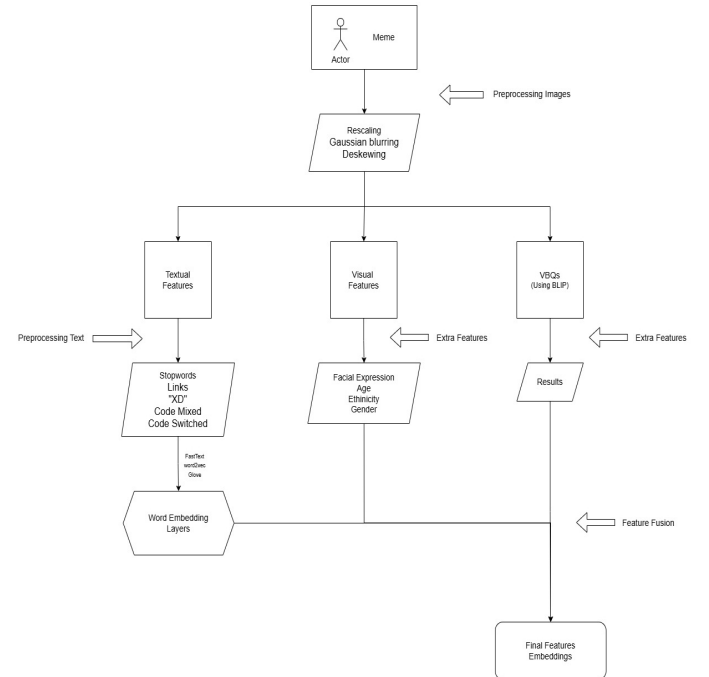 Meme
Actor
Preprocessing Images
Rescaling
Gaussian blurring
Deskewing
Textual
Features
Visual
Features
VBQs
(Using BLIP)
Preprocessing Text
Extra Features
Extra Features
Stopwords
Links
"XD"
Code Mixed
Code Switched
Facial Expression
Age
Ethinicity
Gender
Results
FastText
word2vec
Glove
Word Embedding
Layers
Feature Fusion
Final Features
Embeddings